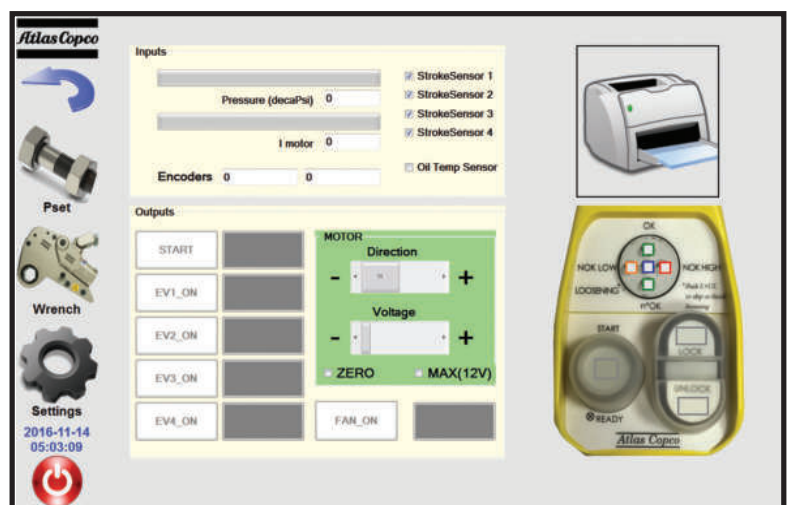 Atlas Copco
Pset
Wrench
Settings
2016-11-14
05:03:09
Inputs
Pressure (decaPsi) 0
I motor 0
Encoders 0 0
StrokeSensor 1
StrokeSensor 2
StrokeSensor 3
StrokeSensor 4
Oil Temp Sensor
Outputs
START
EV1_ON
EV2_ON
EV3_ON
EV4_ON
MOTOR
Direction
- +
Voltage
- +
ZERO MAX(12V)
FAN_ON
OK
NOK LOW NOK HIGH
LOOSENING
n°OK
START
LOCK
UNLOCK
READY
Atlas Copco